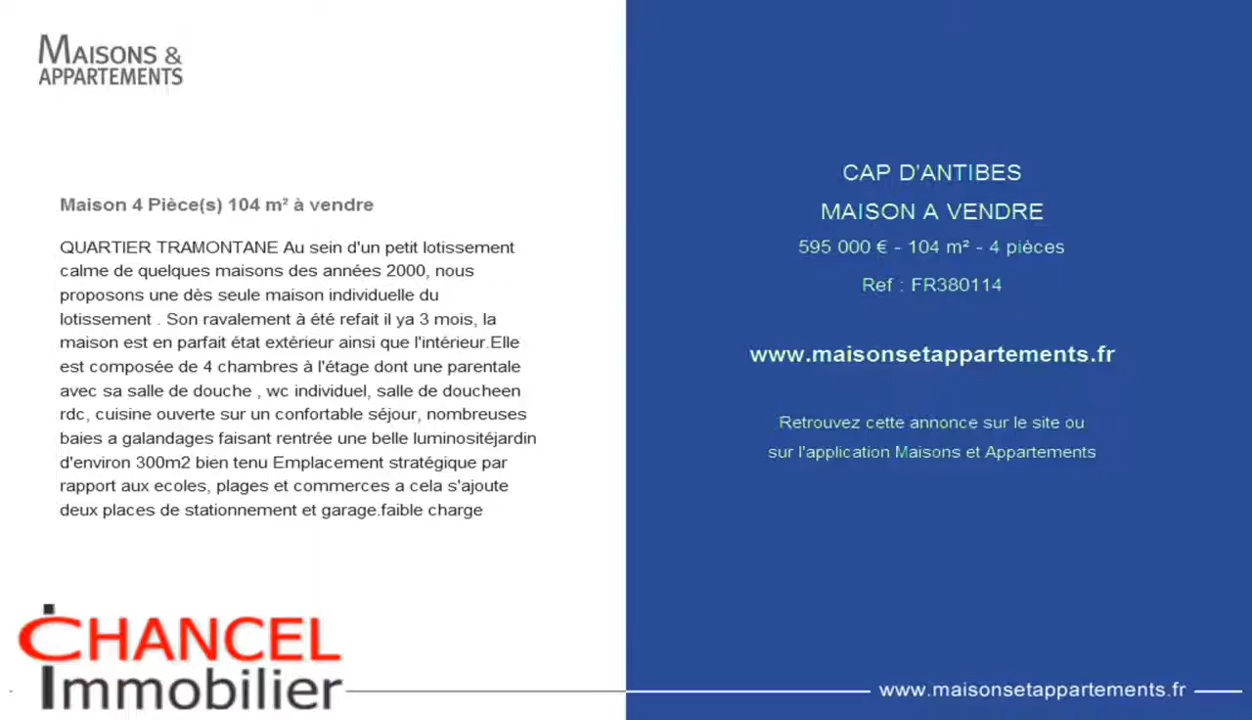 MAISONS &
APPARTEMENTS
Maison 4 Pièce(s) 104 m² à vendre
QUARTIER TRAMONTANE Au sein d'un petit lotissement
calme de quelques maisons des années 2000, nous
proposons une dès seule maison individuelle du
lotissement . Son ravalement à été refait il ya 3 mois, la
maison est en parfait état extérieur ainsi que l'intérieur.Elle
est composée de 4 chambres à l'étage dont une parentale
avec sa salle de douche , wc individuel, salle de doucheen
rdc, cuisine ouverte sur un confortable séjour, nombreuses
baies a galandages faisant rentrée une belle luminositéjardin
d'environ 300m2 bien tenu Emplacement stratégique par
rapport aux ecoles, plages et commerces a cela s'ajoute
deux places de stationnement et garage.faible charge
CHANCEL
Immobilier
CAP D'ANTIBES
MAISON A VENDRE
595 000 € - 104 m² - 4 pièces
Ref : FR380114
www.maisonsetappartements.fr
Retrouvez cette annonce sur le site ou
sur l'application Maisons et Appartements
www.maisonsetappartements.fr